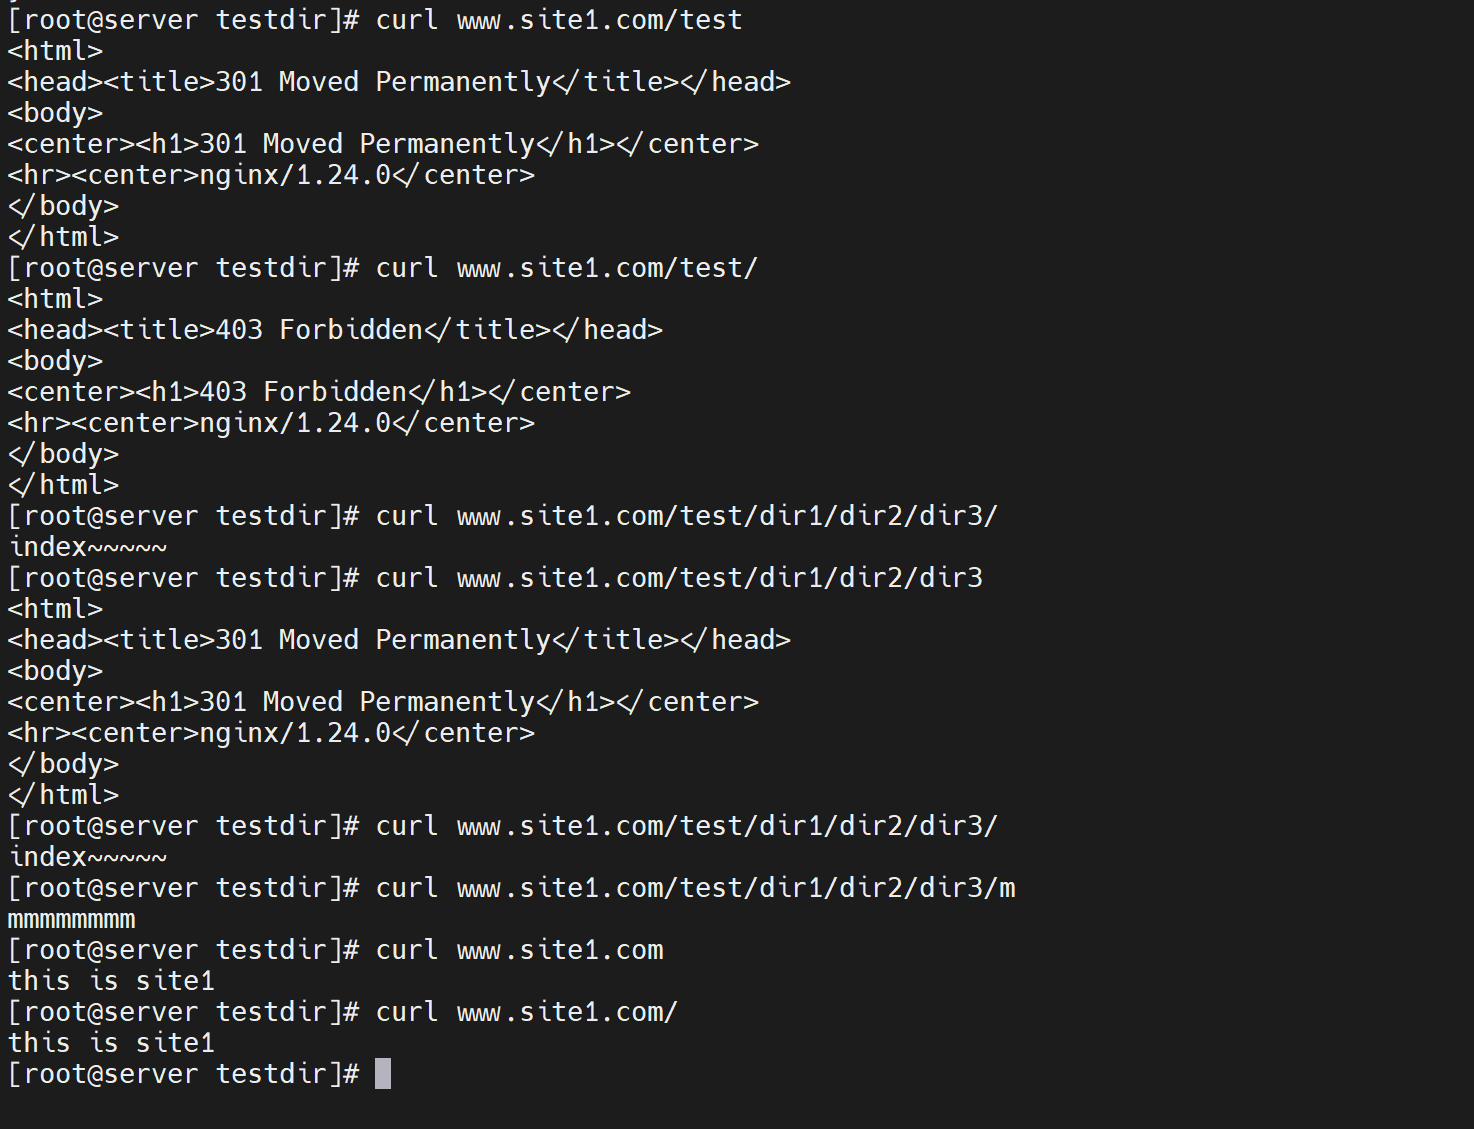 [root@server testdir]# curl www.site1.com/test
<html>
<head><title>301 Moved Permanently</title></head>
<body>
<center><h1>301 Moved Permanently</h1></center>
<hr><center>nginx/1.24.0</center>
</body>
</html>
[root@server testdir]# curl www.site1.com/test/
<html>
<head><title>403 Forbidden</title></head>
<body>
<center><h1>403 Forbidden</h1></center>
<hr><center>nginx/1.24.0</center>
</body>
</html>
[root@server testdir]# curl www.site1.com/test/dir1/dir2/dir3/
index~~~~~
[root@server testdir]# curl www.site1.com/test/dir1/dir2/dir3
<html>
<head><title>301 Moved Permanently</title></head>
<body>
<center><h1>301 Moved Permanently</h1></center>
<hr><center>nginx/1.24.0</center>
</body>
</html>
[root@server testdir]# curl www.site1.com/test/dir1/dir2/dir3/
index~~~~~
[root@server testdir]# curl www.site1.com/test/dir1/dir2/dir3/m
mmmmmmmm
[root@server testdir]# curl www.site1.com
this is site1
[root@server testdir]# curl www.site1.com/
this is site1
[root@server testdir]#